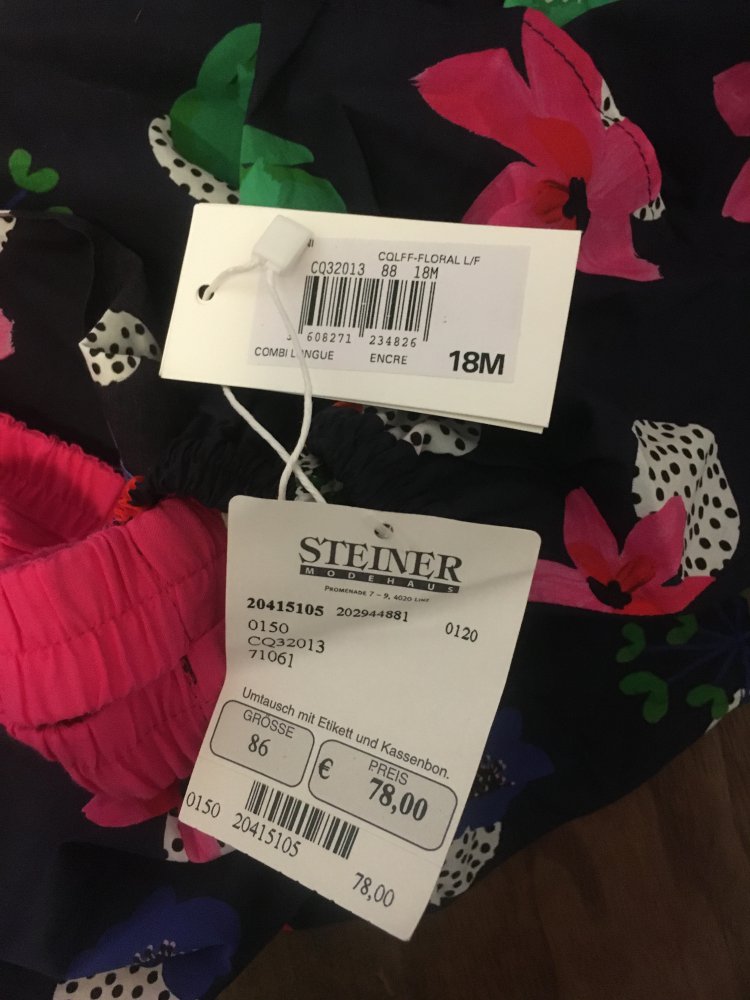 CQLFF-FLORAL L/F
CQ32013 88 18M
3 608271 234826
COMBI LONGUE ENCRE 18M
STEINER
MODEHAUS
PROMENADE 7 – 9, 4020 LINZ
20415105 202944881 0120
0150
CQ32013
71061
Umtausch mit Etikett und Kassenbon.
GRÖSSE
86
€ PREIS
78,00
0150 20415105
78,00